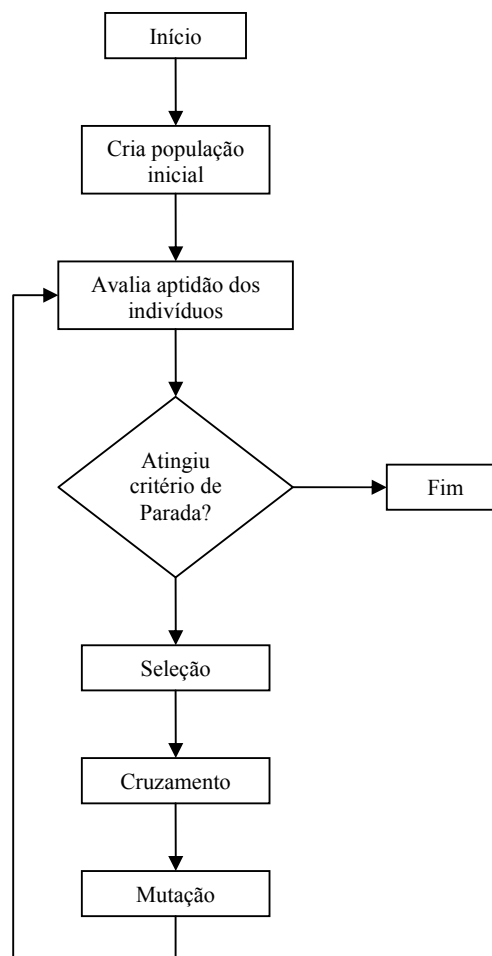 Início
Cria população
inicial
Avalia aptidão dos
indivíduos
Atingiu
critério de
Parada?
Fim
Seleção
Cruzamento
Mutação